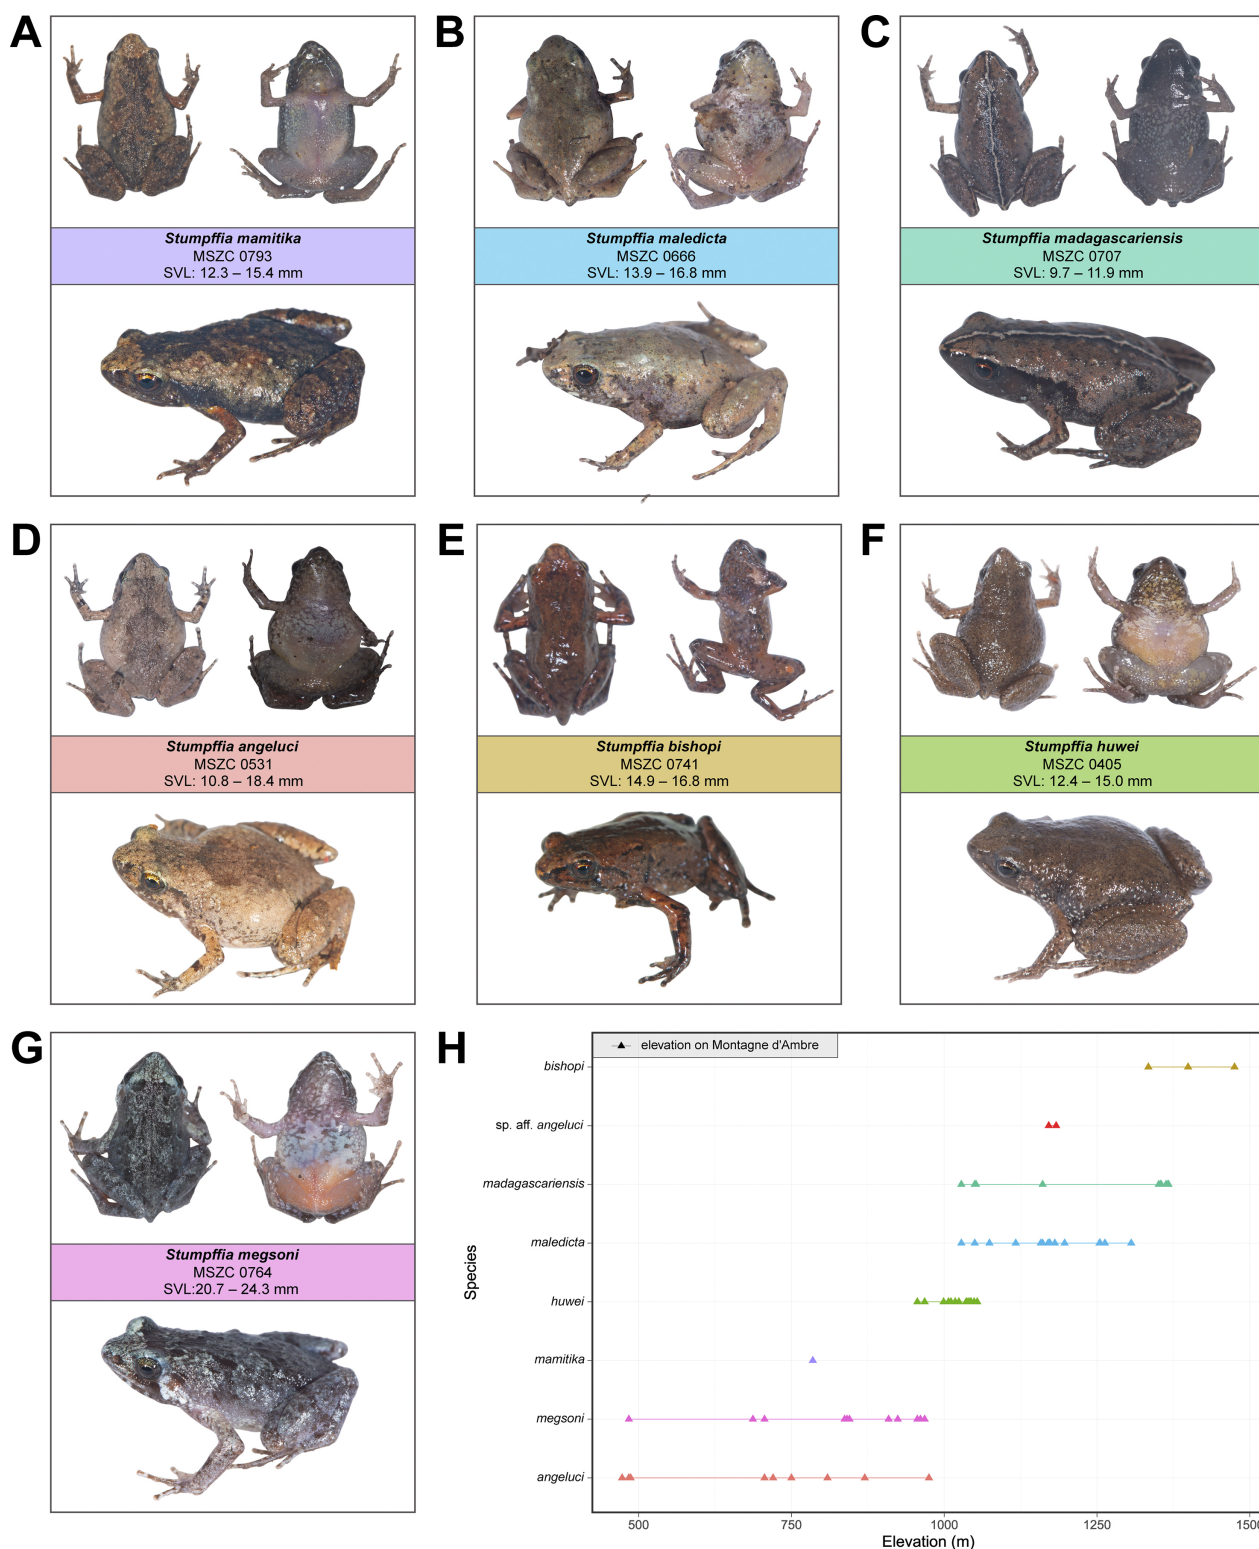 A
B
C
Stumpffia mamitika
MSZC 0793
SVL: 12.3 – 15.4 mm
Stumpffia maledicta
MSZC 0666
SVL: 13.9 – 16.8 mm
Stumpffia madagascariensis
MSZC 0707
SVL: 9.7 – 11.9 mm
D
E
F
Stumpffia angeluci
MSZC 0531
SVL: 10.8 – 18.4 mm
Stumpffia bishopi
MSZC 0741
SVL: 14.9 – 16.8 mm
Stumpffia huwei
MSZC 0405
SVL: 12.4 – 15.0 mm
G
Stumpffia megsoni
MSZC 0764
SVL:20.7 – 24.3 mm
H
elevation on Montagne d'Ambre
bishopi
sp. aff. angeluci
madagascariensis
maledicta
huwei
mamitika
megsoni
angeluci
Species
500
750
1000
1250
1500
Elevation (m)